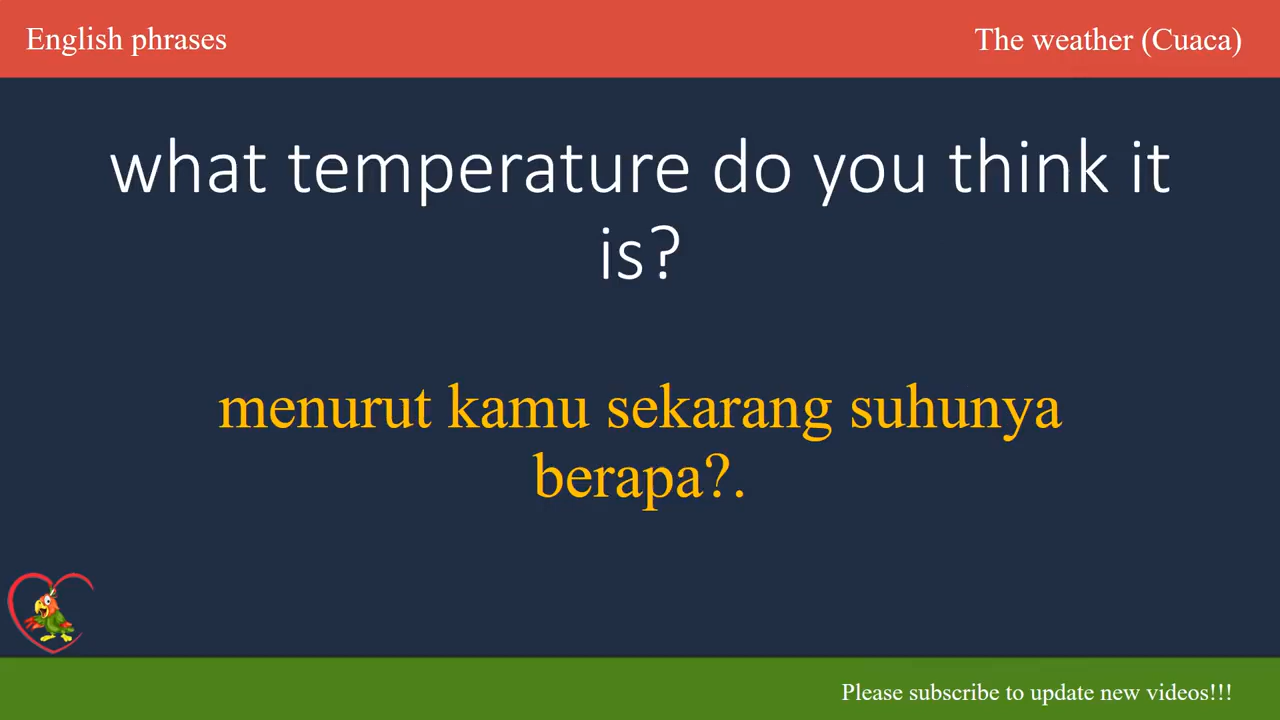 English phrases
The weather (Cuaca)
what temperature do you think it
is?
menurut kamu sekarang suhunya
berapa?.
Please subscribe to update new videos!!!